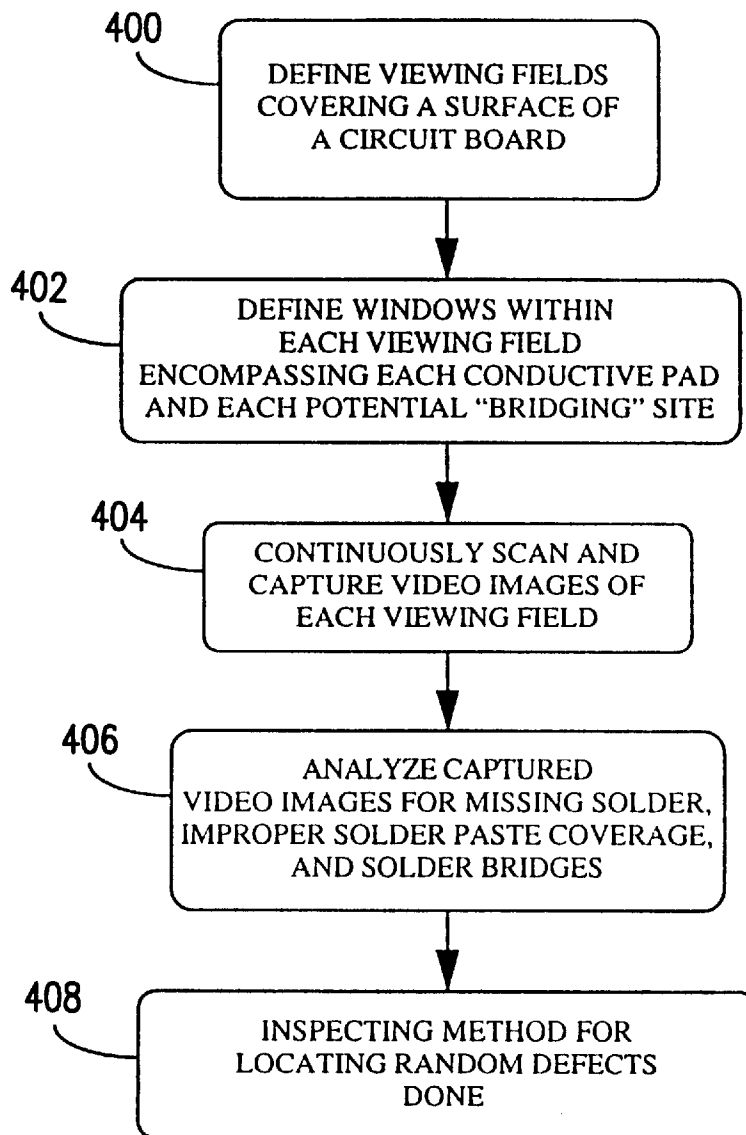 400
DEFINE VIEWING FIELDS
COVERING A SURFACE OF
A CIRCUIT BOARD
402
DEFINE WINDOWS WITHIN
EACH VIEWING FIELD
ENCOMPASSING EACH CONDUCTIVE PAD
AND EACH POTENTIAL “BRIDGING” SITE
404
CONTINUOUSLY SCAN AND
CAPTURE VIDEO IMAGES OF
EACH VIEWING FIELD
406
ANALYZE CAPTURED
VIDEO IMAGES FOR MISSING SOLDER,
IMPROPER SOLDER PASTE COVERAGE,
AND SOLDER BRIDGES
408
INSPECTING METHOD FOR
LOCATING RANDOM DEFECTS
DONE